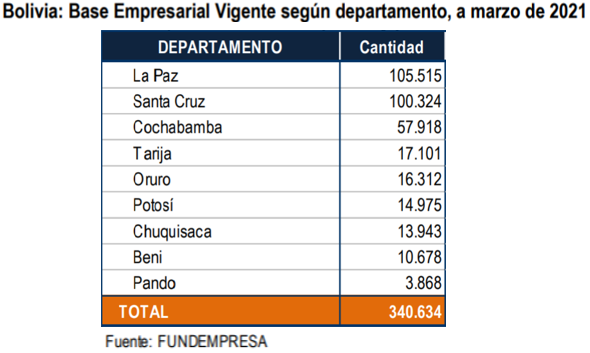 Bolivia: Base Empresarial Vigente según departamento, a marzo de 2021
DEPARTAMENTO Cantidad
La Paz 105.515
Santa Cruz 100.324
Cochabamba 57.918
Tarija 17.101
Oruro 16.312
Potosí 14.975
Chuquisaca 13.943
Beni 10.678
Pando 3.868
TOTAL 340.634
Fuente: FUNDEMPRESA